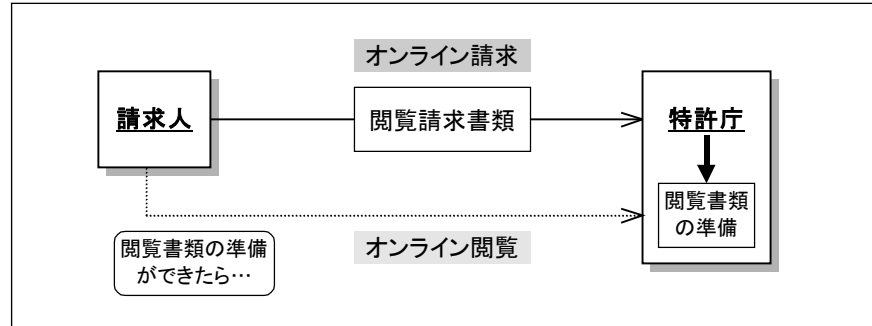 オンライン請求
請求人
閲覧請求書類
特許庁
閲覧書類
の準備
閲覧書類の準備
ができたら…
オンライン閲覧